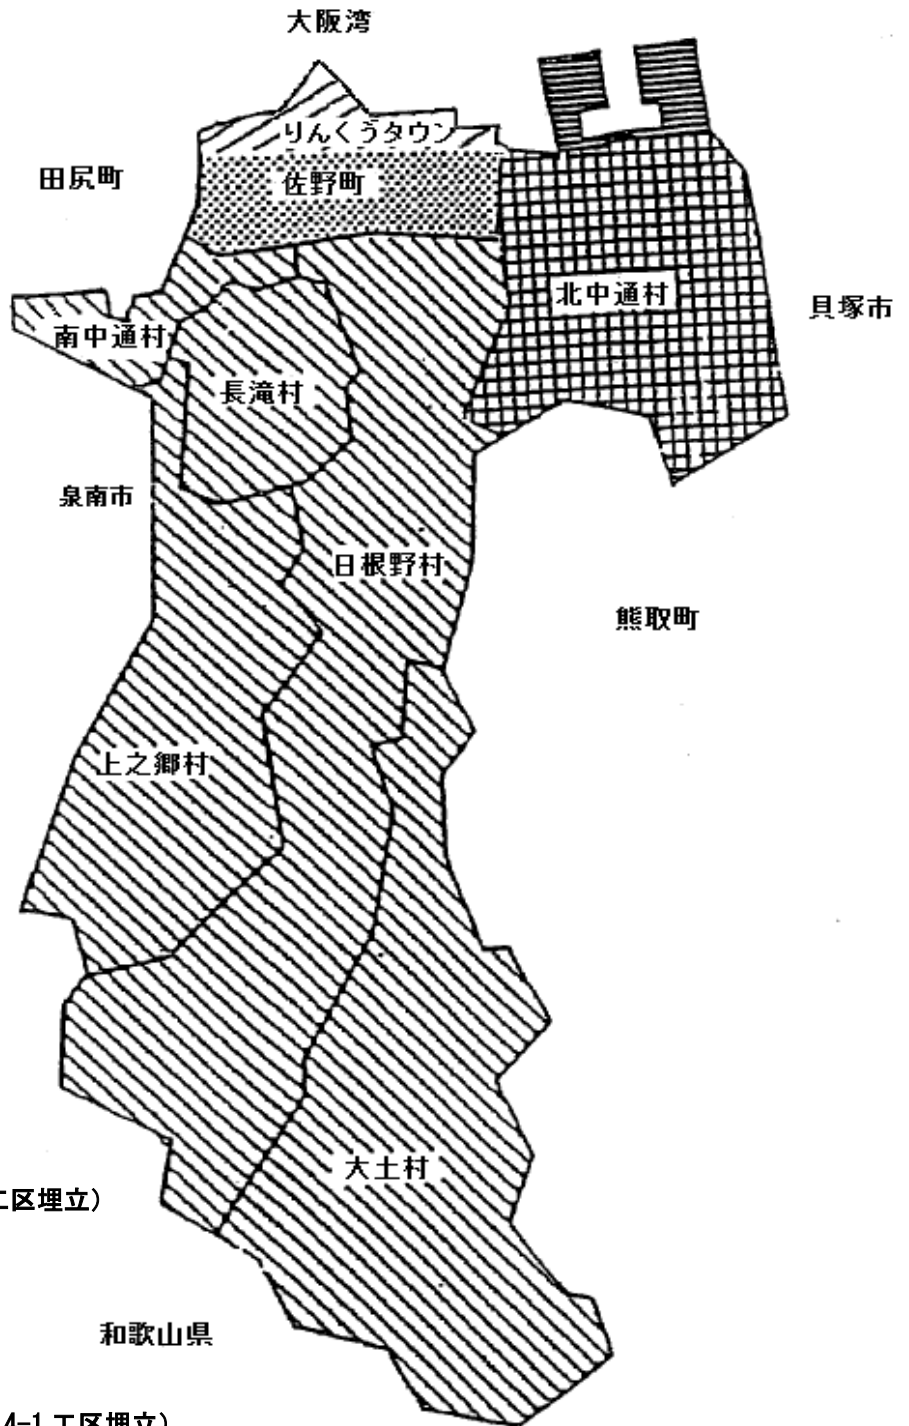 大阪湾
りんくうタウン
田尻町
佐野町
北中通村
貝塚市
南中通村
長滝村
泉南市
日根野村
熊取町
上之郷村
大土村
工区埋立)
和歌山県
4-1 工区埋立)